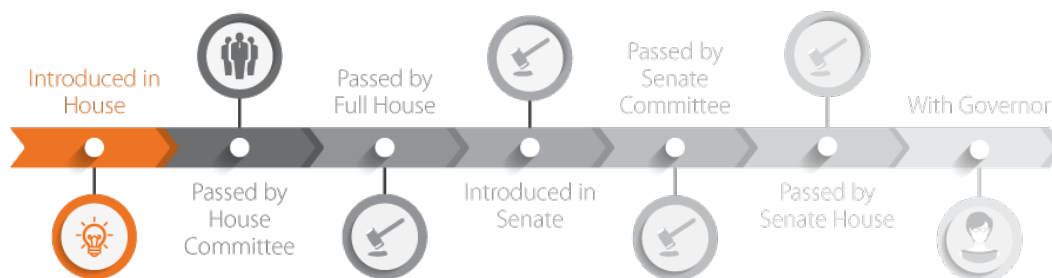 Introduced in
House
Passed by
House
Committee
Passed by
Full House
Introduced in
Senate
Passed by
Senate
Committee
Passed by
Senate House
With Governor